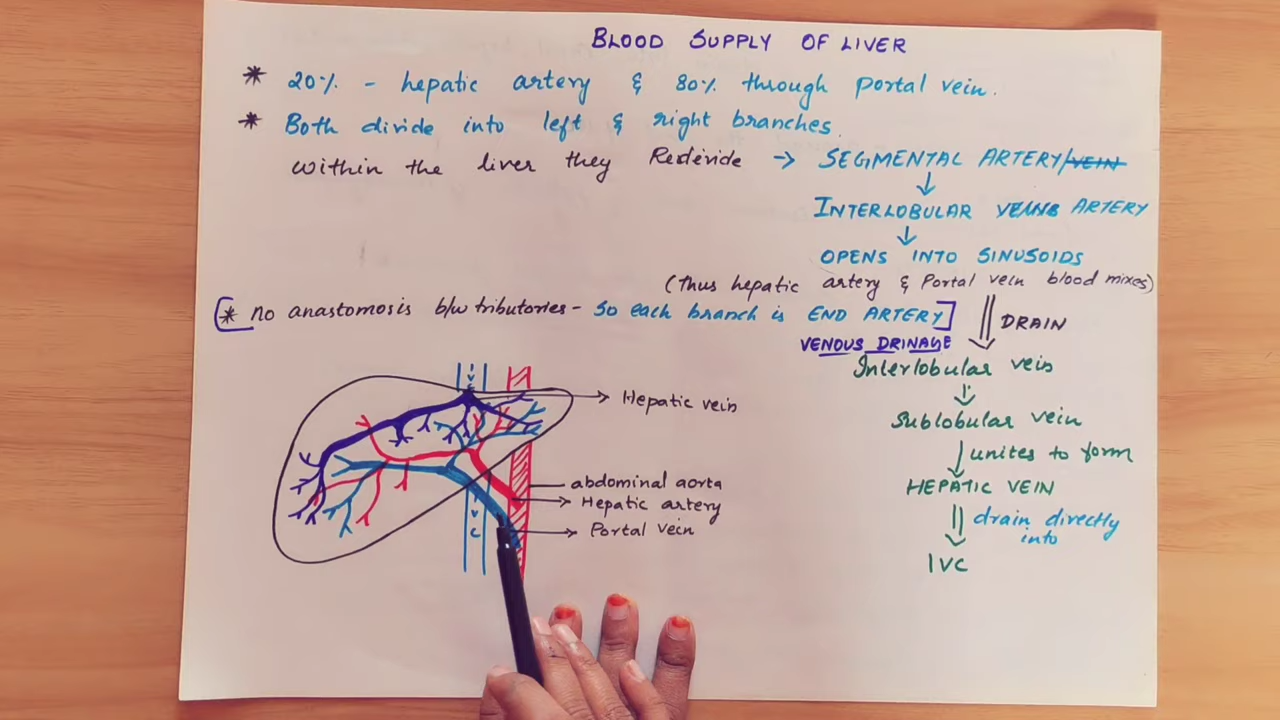 BLOOD SUPPLY OF LIVER
* 20% - hepatic artery & 80% through portal vein.
* Both divide into left & right branches.
within the liver they Redivide → SEGMENTAL ARTERY/VEIN
↓
INTERLOBULAR VEINS ARTERY
↓
OPENS INTO SINUSOIDS
(Thus hepatic artery & Portal vein blood mixes)
[* no anastomosis b/w tributories - So each branch is END ARTERY]
DRAIN
VENOUS DRINAGE
Interlobular vein
↓
Sublobular vein
↓ unites to form
HEPATIC VEIN
drain directly
into
IVC
IVC
→ Hepatic vein
abdominal aorta
→ Hepatic artery
→ Portal vein